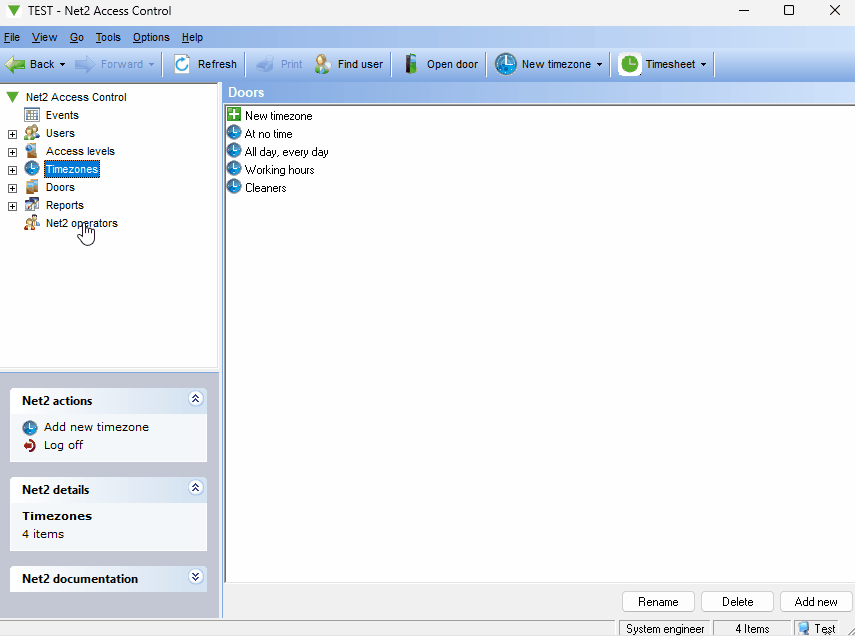 TEST - Net2 Access Control
File View Go Tools Options Help
Back Forward Refresh Print Find user Open door New timezone Timesheet
Net2 Access Control
Events
Users
Access levels
Timezones
Doors
Reports
Net2 operators
Doors
New timezone
At no time
All day, every day
Working hours
Cleaners
Net2 actions
Add new timezone
Log off
Net2 details
Timezones
4 items
Net2 documentation
Rename Delete Add new
System engineer 4 Items Test